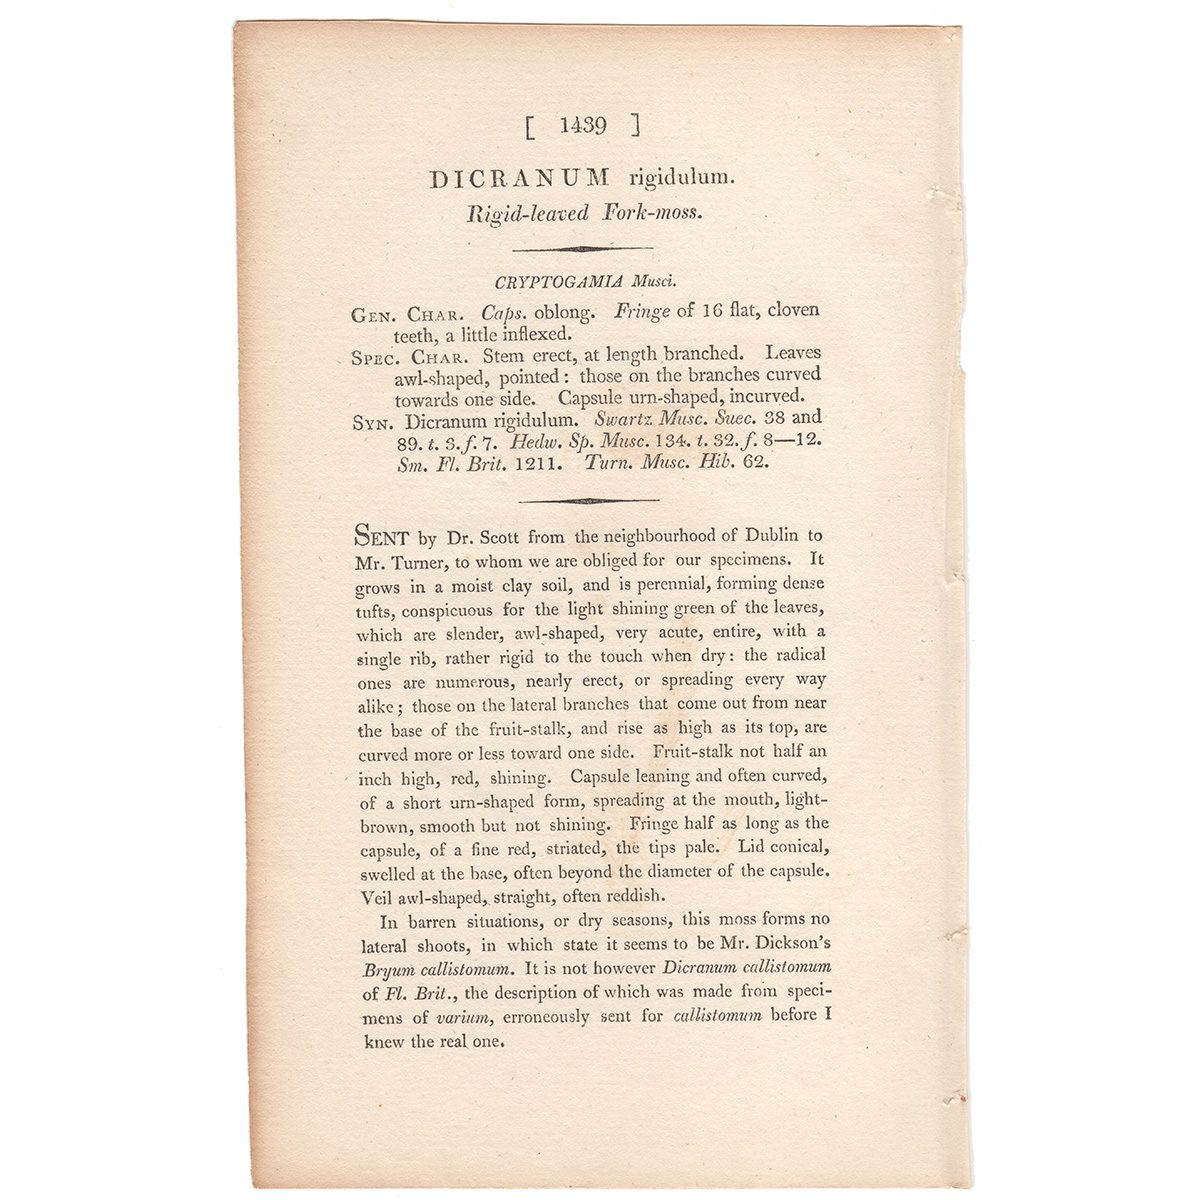 [ 1439 ]
DICRANUM rigidulum.
Rigid-leaved Fork-moss.
CRYPTOGAMIA Musci.
GEN. CHAR. Caps. oblong. Fringe of 16 flat, cloven
teeth, a little inflexed.
SPEC. CHAR. Stem erect, at length branched. Leaves
awl-shaped, pointed: those on the branches curved
towards one side. Capsule urn-shaped, incurved.
SYN. Dicranum rigidulum. Swartz Musc. Suec. 38 and
89. t. 3. f. 7. Hedw. Sp. Musc. 134. t. 32. f. 8—12.
Sm. Fl. Brit. 1211. Turn. Musc. Hib. 62.
SENT by Dr. Scott from the neighbourhood of Dublin to
Mr. Turner, to whom we are obliged for our specimens. It
grows in a moist clay soil, and is perennial, forming dense
tufts, conspicuous for the light shining green of the leaves,
which are slender, awl-shaped, very acute, entire, with a
single rib, rather rigid to the touch when dry: the radical
ones are numerous, nearly erect, or spreading every way
alike; those on the lateral branches that come out from near
the base of the fruit-stalk, and rise as high as its top, are
curved more or less toward one side. Fruit-stalk not half an
inch high, red, shining. Capsule leaning and often curved,
of a short urn-shaped form, spreading at the mouth, light-
brown, smooth but not shining. Fringe half as long as the
capsule, of a fine red, striated, the tips pale. Lid conical,
swelled at the base, often beyond the diameter of the capsule.
Veil awl-shaped, straight, often reddish.
In barren situations, or dry seasons, this moss forms no
lateral shoots, in which state it seems to be Mr. Dickson's
Bryum callistomum. It is not however Dicranum callistomum
of Fl. Brit., the description of which was made from speci-
mens of varium, erroneously sent for callistomum before I
knew the real one.